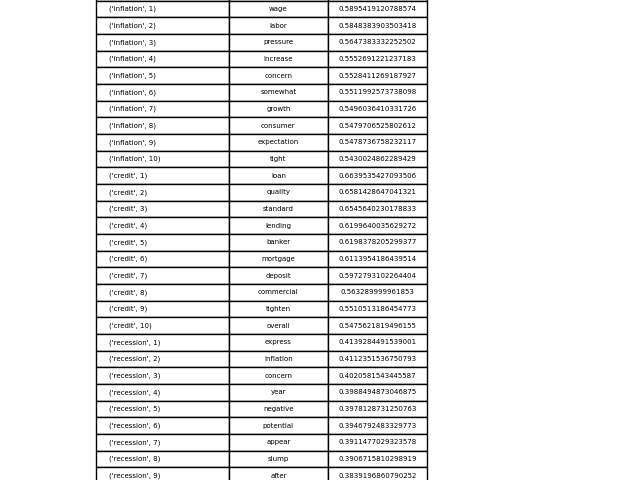 ('inflation', 1) wage 0.5895419120788574
('inflation', 2) labor 0.5848383903503418
('inflation', 3) pressure 0.5647383332252502
('inflation', 4) increase 0.5552691221237183
('inflation', 5) concern 0.5528411269187927
('inflation', 6) somewhat 0.5511992573738098
('inflation', 7) growth 0.5496036410331726
('inflation', 8) consumer 0.5479706525802612
('inflation', 9) expectation 0.5478736758232117
('inflation', 10) tight 0.5430024862289429
('credit', 1) loan 0.6639535427093506
('credit', 2) quality 0.6581428647041321
('credit', 3) standard 0.6545640230178833
('credit', 4) lending 0.6199640035629272
('credit', 5) banker 0.6198378205299377
('credit', 6) mortgage 0.6113954186439514
('credit', 7) deposit 0.5972793102264404
('credit', 8) commercial 0.563289999961853
('credit', 9) tighten 0.5510513186454773
('credit', 10) overall 0.5475621819496155
('recession', 1) express 0.4139284491539001
('recession', 2) inflation 0.4112351536750793
('recession', 3) concern 0.4020581543445587
('recession', 4) year 0.3988494873046875
('recession', 5) negative 0.3978128731250763
('recession', 6) potential 0.3946792483329773
('recession', 7) appear 0.3911477029323578
('recession', 8) slump 0.3906715810298919
('recession', 9) after 0.3839196860790252